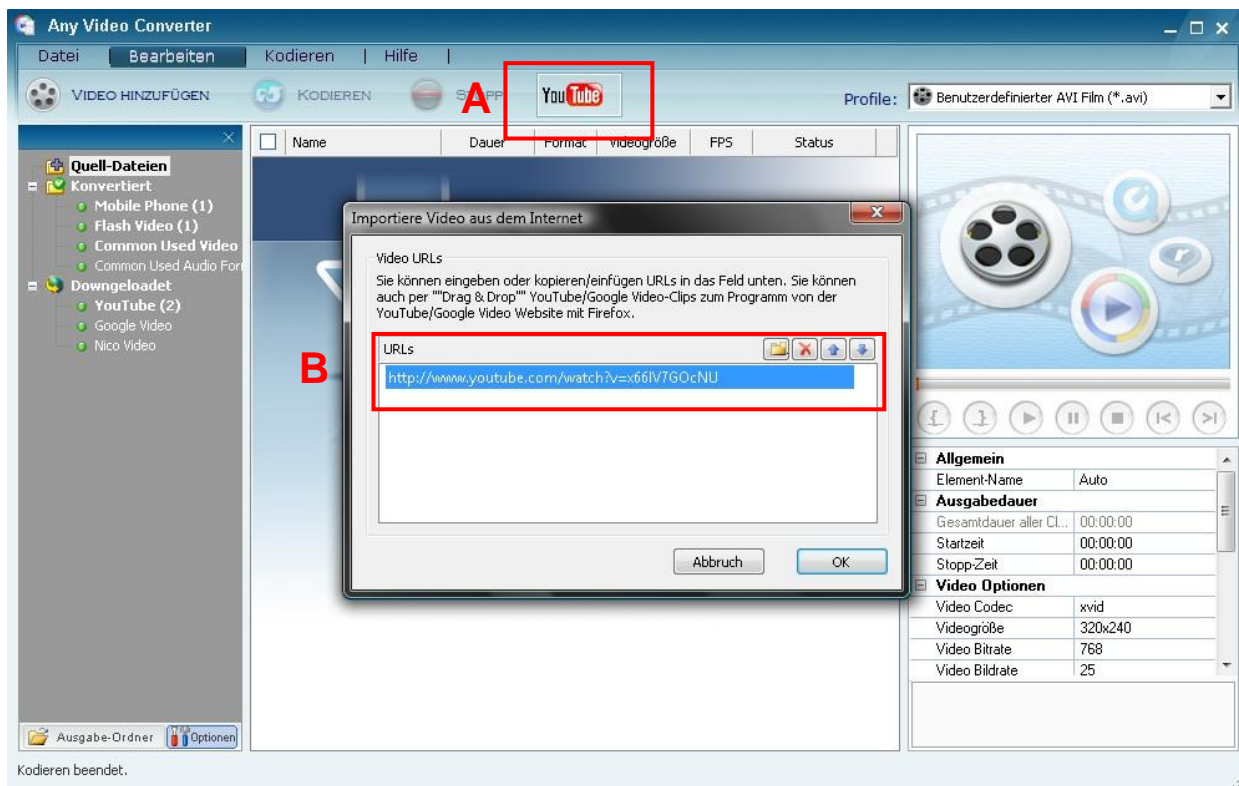 Any Video Converter
Datei | Bearbeiten | Kodieren | Hilfe |
VIDEO HINZUFÜGEN KODIEREN A YouTube Profile: Benutzerdefinierter AVI Film (*.avi)
Name Dauer Format Videogröße FPS Status
Quell-Dateien
Konvertiert
Mobile Phone (1)
Flash Video (1)
Common Used Video
Common Used Audio For
Downgeloadet
YouTube (2)
Google Video
Nico Video
Importiere Video aus dem Internet
Video URLs
Sie können eingeben oder kopieren/einfügen URLs in das Feld unten. Sie können
auch per ""Drag & Drop"" YouTube/Google Video-Clips zum Programm von der
YouTube/Google Video Website mit Firefox.
B
URLs
http://www.youtube.com/watch?v=x66lV7GOcNU
Abbruch OK
Allgemein
Element-Name Auto
Ausgabedauer
Gesamtdauer aller Cl... 00:00:00
Startzeit 00:00:00
Stopp-Zeit 00:00:00
Video Optionen
Video Codec xvid
Videogröße 320x240
Video Bitrate 768
Video Bildrate 25
Ausgabe-Ordner Optionen
Kodieren beendet.